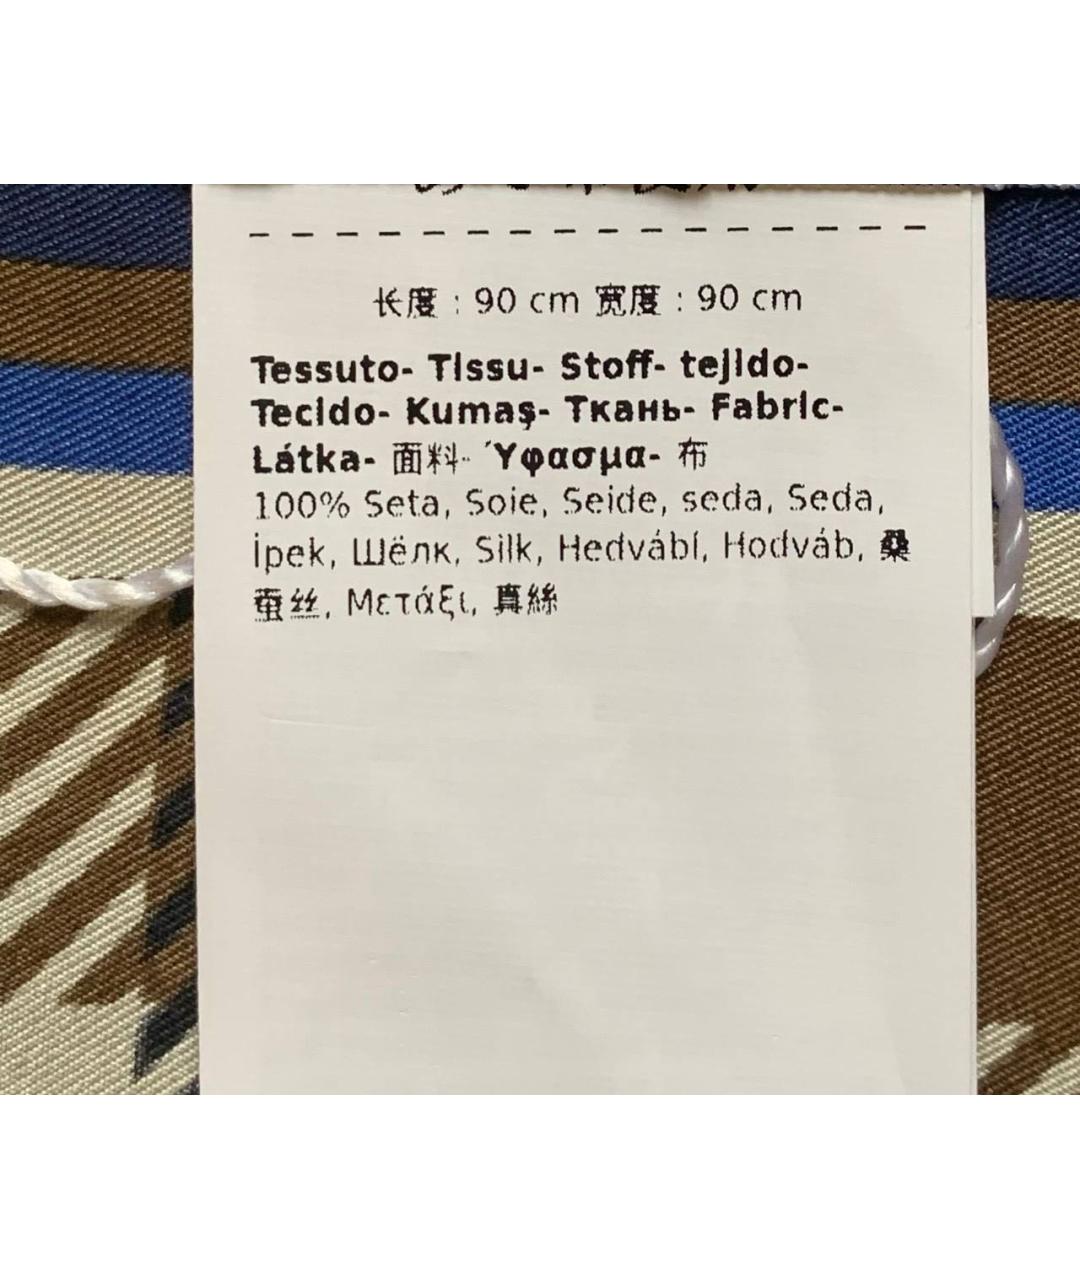 长度 : 90 cm 宽度 : 90 cm
Tessuto- Tissu- Stoff- tejido-
Tecido- Kumaş- Ткань- Fabric-
Látka- 面料- Ύφασμα- 布
100% Seta, Soie, Seide, seda, Seda,
İpek, Шёлк, Silk, Hedvábí, Hodváb, 桑
蚕丝, Μετάξι, 真絲